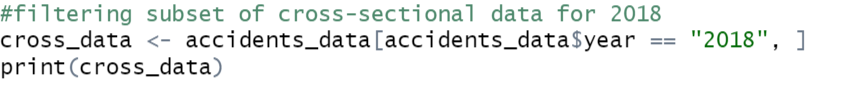 #filtering subset of cross-sectional data for 2018
cross_data <- accidents_data[accidents_data$year == "2018", ]
print(cross_data)